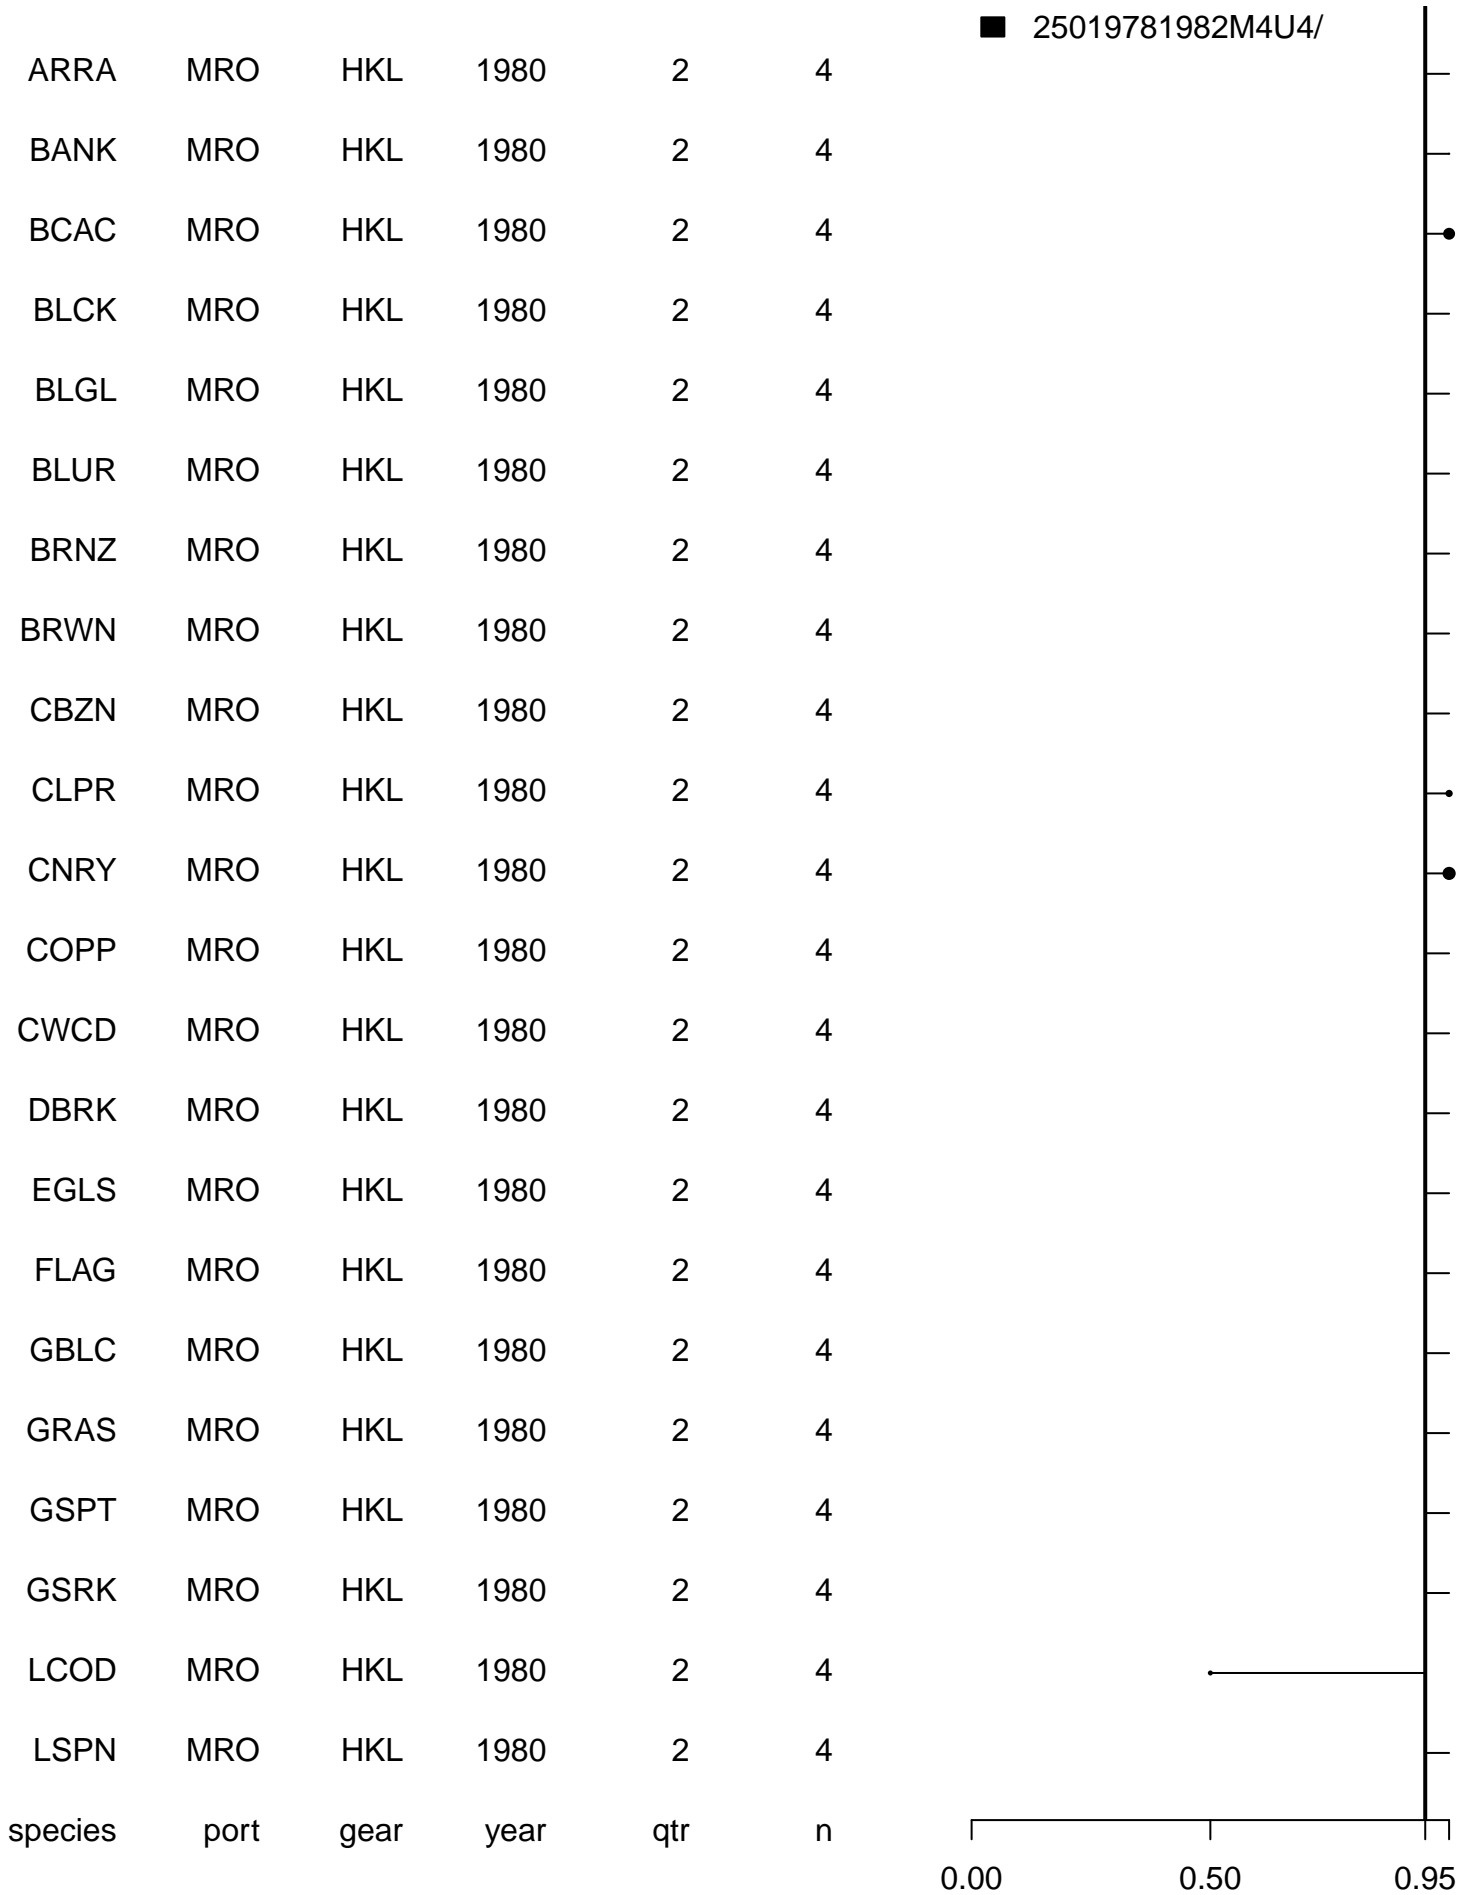 25019781982M4U4/
ARRA MRO HKL 1980 2 4
BANK MRO HKL 1980 2 4
BCAC MRO HKL 1980 2 4
BLCK MRO HKL 1980 2 4
BLGL MRO HKL 1980 2 4
BLUR MRO HKL 1980 2 4
BRNZ MRO HKL 1980 2 4
BRWN MRO HKL 1980 2 4
CBZN MRO HKL 1980 2 4
CLPR MRO HKL 1980 2 4
CNRY MRO HKL 1980 2 4
COPP MRO HKL 1980 2 4
CWCD MRO HKL 1980 2 4
DBRK MRO HKL 1980 2 4
EGLS MRO HKL 1980 2 4
FLAG MRO HKL 1980 2 4
GBLC MRO HKL 1980 2 4
GRAS MRO HKL 1980 2 4
GSPT MRO HKL 1980 2 4
GSRK MRO HKL 1980 2 4
LCOD MRO HKL 1980 2 4
LSPN MRO HKL 1980 2 4
species port gear year qtr n
0.00 0.50 0.95